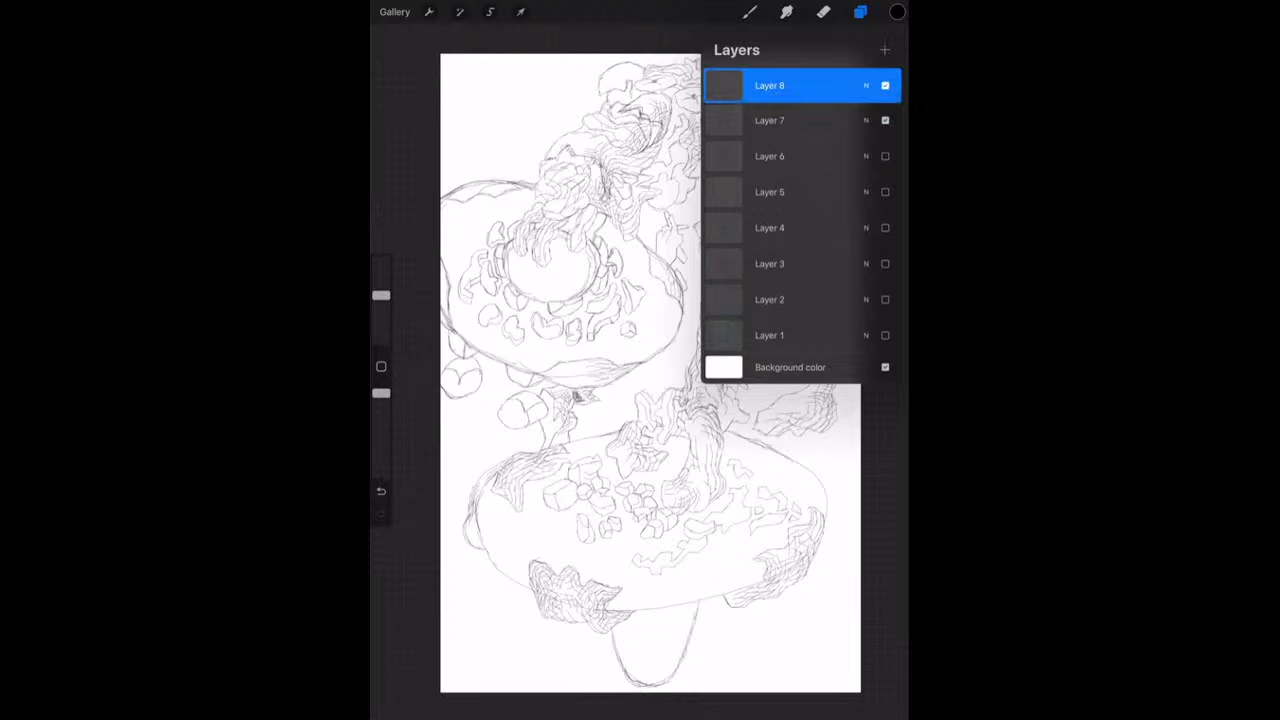 Gallery
Layers
Layer 8 N
Layer 7 N
Layer 6 N
Layer 5 N
Layer 4 N
Layer 3 N
Layer 2 N
Layer 1 N
Background color